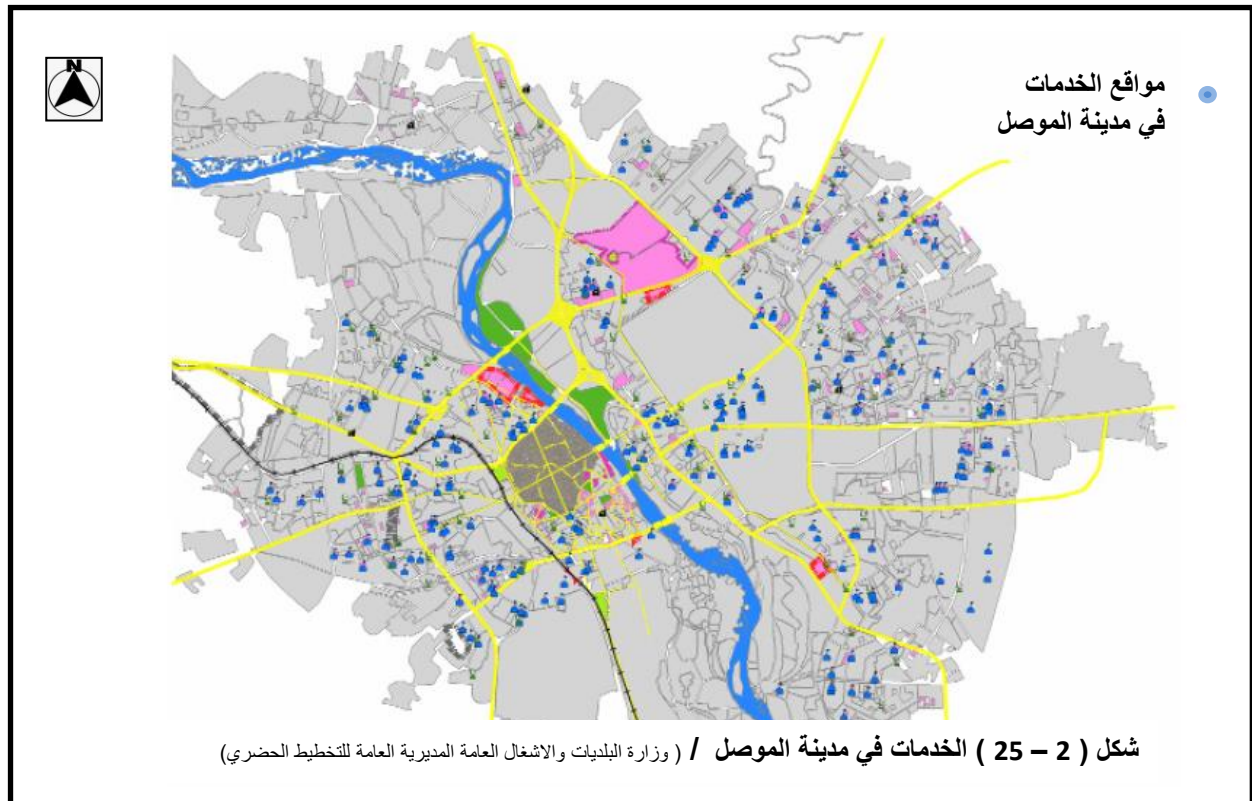 N
مواقع الخدمات
في مدينة الموصل
شكل ( 2 – 25 ) الخدمات في مدينة الموصل / ( وزارة البلديات والاشغال العامة المديرية العامة للتخطيط الحضري)